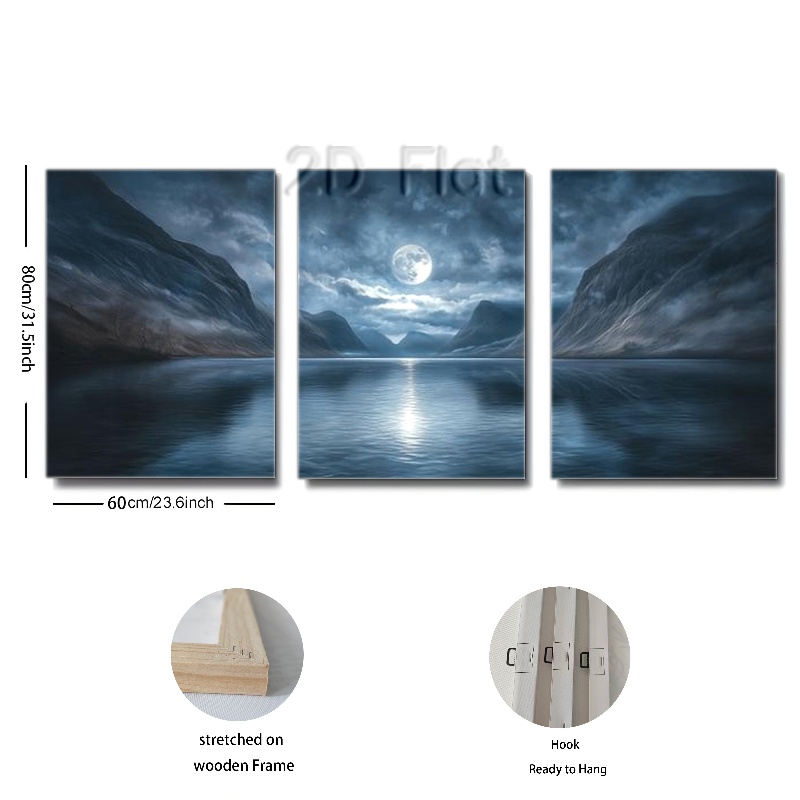 2D Flat
80cm/31.5inch
60cm/23.6inch
stretched on
wooden Frame
Hook
Ready to Hang